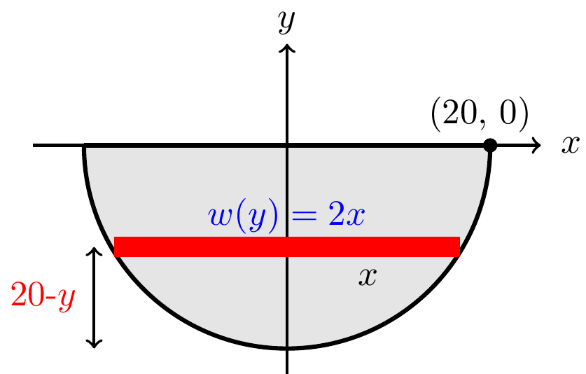 y
(20, 0)
x
w(y) = 2x
x
20-y